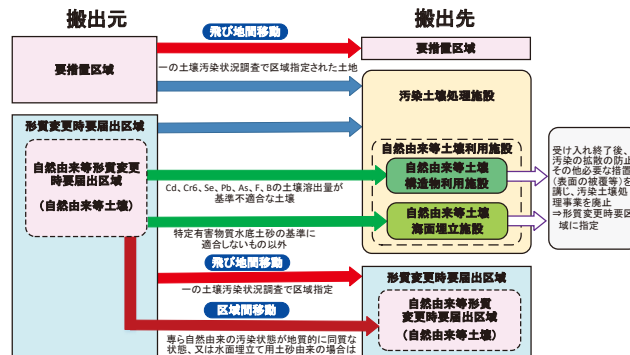 搬出元
搬出先
飛び地間移動
要措置区域
要措置区域
一の土壌汚染状況調査で区域指定された土地
汚染土壌処理施設
形質変更時要届出区域
自然由来等土壌利用施設
自然由来等形質変更
時要届出区域
(自然由来等土壌)
自然由来等土壌
構造物利用施設
Cd、Cr6、Se、Pb、As、F、Bの土壌溶出量が
基準不適合な土壌
自然由来等土壌
海面埋立施設
特定有害物質水底土砂の基準に
適合しないもの以外
受け入れ終了後、
汚染の拡散の防止
その他必要な措置
(表面の被覆等)を
講じ、汚染土壌処
理事業を廃止
⇒形質変更時要区
域に指定
飛び地間移動
一の土壌汚染状況調査で区域指定
形質変更時要届出区域
区域間移動
自然由来等形質
変更時要届出区域
(自然由来等土壌)
専ら自然由来の汚染状態が地質的に同質な
状態、又は水面埋立て用土砂由来の場合は